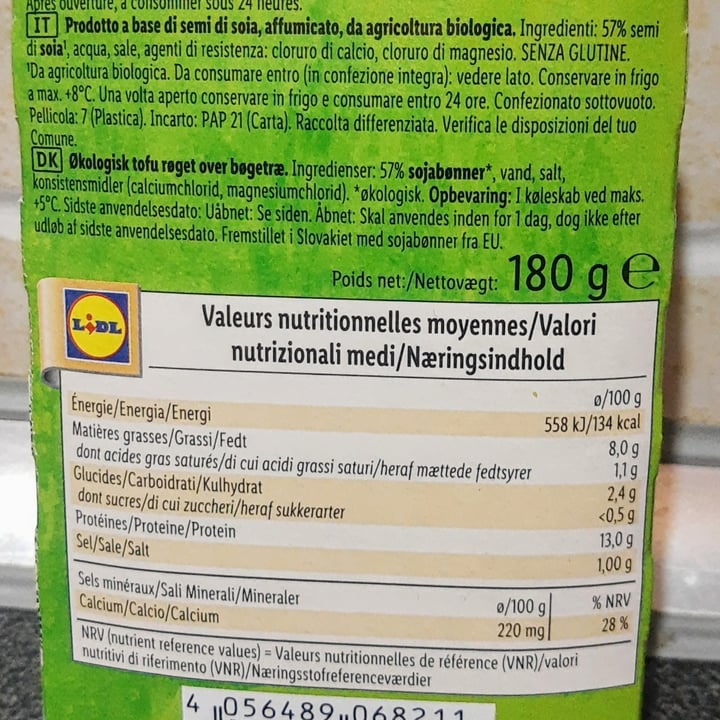 Après ouverture, à consommer sous 24 heures.
IT Prodotto a base di semi di soia, affumicato, da agricoltura biologica. Ingredienti: 57% semi
di soia¹, acqua, sale, agenti di resistenza: cloruro di calcio, cloruro di magnesio. SENZA GLUTINE.
¹Da agricoltura biologica. Da consumare entro (in confezione integra): vedere lato. Conservare in frigo
a max. +8°C. Una volta aperto conservare in frigo e consumare entro 24 ore. Confezionato sottovuoto.
Pellicola: 7 (Plastica). Incarto: PAP 21 (Carta). Raccolta differenziata. Verifica le disposizioni del tuo
Comune.
DK Økologisk tofu røget over bøgetræ. Ingredienser: 57% sojabønner*, vand, salt,
konsistensmidler (calciumchlorid, magnesiumchlorid). *økologisk. Opbevaring: I køleskab ved maks.
+5°C. Sidste anvendelsesdato: Uåbnet: Se siden. Åbnet: Skal anvendes inden for 1 dag, dog ikke efter
udløb af sidste anvendelsesdato. Fremstillet i Slovakiet med sojabønner fra EU.
Poids net:/Nettovægt: 180 g e
LIDL
Valeurs nutritionnelles moyennes/Valori
nutrizionali medi/Næringsindhold
ø/100 g
Énergie/Energia/Energi 558 kJ/134 kcal
Matières grasses/Grassi/Fedt 8,0 g
dont acides gras saturés/di cui acidi grassi saturi/heraf mættede fedtsyrer 1,1 g
Glucides/Carboidrati/Kulhydrat 2,4 g
dont sucres/di cui zuccheri/heraf sukkerarter <0,5 g
Protéines/Proteine/Protein 13,0 g
Sel/Sale/Salt 1,00 g
Sels minéraux/Sali Minerali/Mineraler ø/100 g % NRV
Calcium/Calcio/Calcium 220 mg 28 %
NRV (nutrient reference values) = Valeurs nutritionnelles de référence (VNR)/valori
nutritivi di riferimento (VNR)/Næringsstofreferenceværdier
4 056489 068211